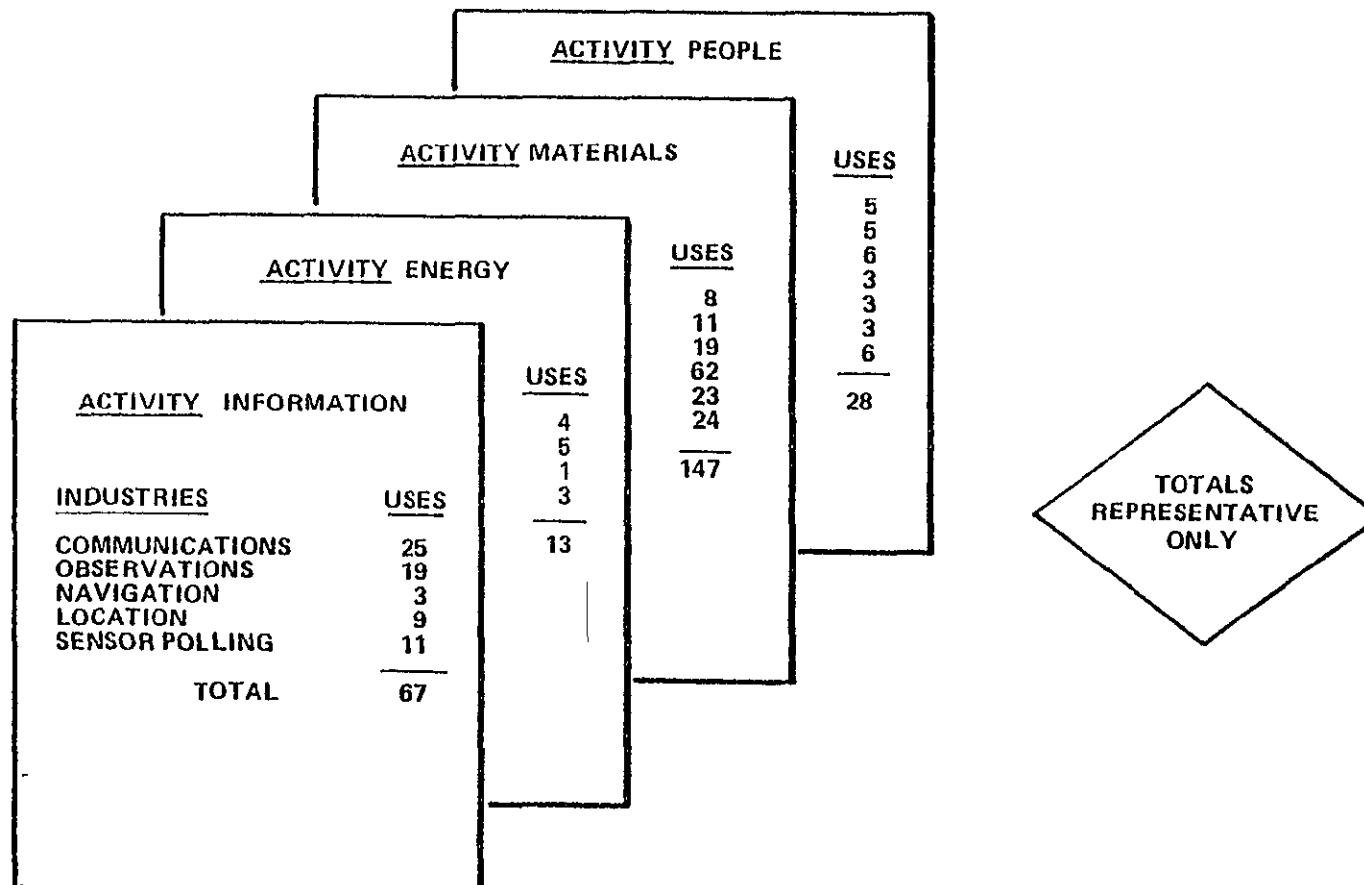 ACTIVITY PEOPLE
USES
5
5
6
3
3
3
6
28
ACTIVITY MATERIALS
USES
8
11
19
62
23
24
147
ACTIVITY ENERGY
USES
4
5
1
3
13
ACTIVITY INFORMATION
INDUSTRIES USES
COMMUNICATIONS 25
OBSERVATIONS 19
NAVIGATION 3
LOCATION 9
SENSOR POLLING 11
TOTAL 67
TOTALS
REPRESENTATIVE
ONLY